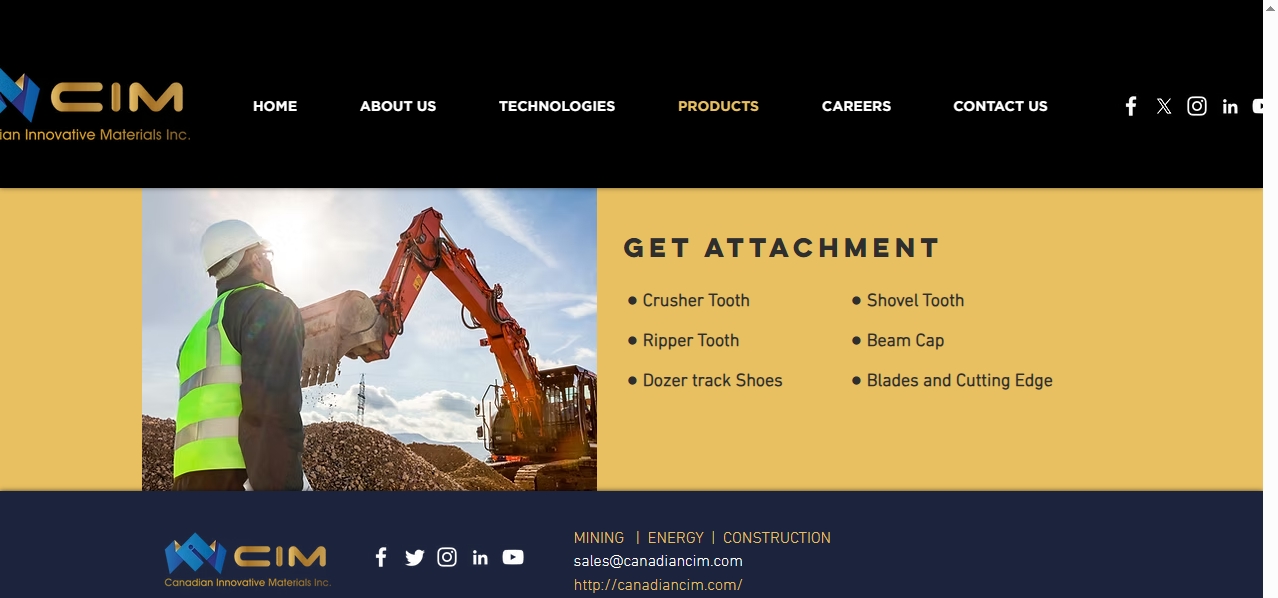 CIM
ian Innovative Materials Inc.
HOME ABOUT US TECHNOLOGIES PRODUCTS CAREERS CONTACT US
GET ATTACHMENT
● Crusher Tooth ● Shovel Tooth
● Ripper Tooth ● Beam Cap
● Dozer track Shoes ● Blades and Cutting Edge
CIM
Canadian Innovative Materials Inc.
MINING | ENERGY | CONSTRUCTION
sales@canadiancim.com
http://canadiancim.com/